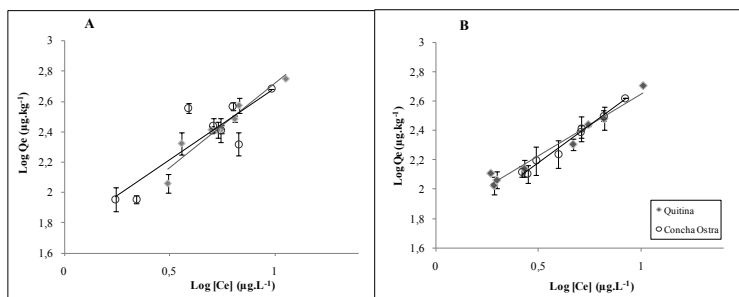 A
Log Qe (µg.kg-1)
3
2,8
2,6
2,4
2,2
2
1,8
1,6
0
0,5
1
Log [Ce] (µg.L-1)
B
Log Qe (µg.kg-1)
3
2,8
2,6
2,4
2,2
2
1,8
1,6
0
0,5
1
Log [Ce] (µg.L-1)
Quitina
Concha Ostra